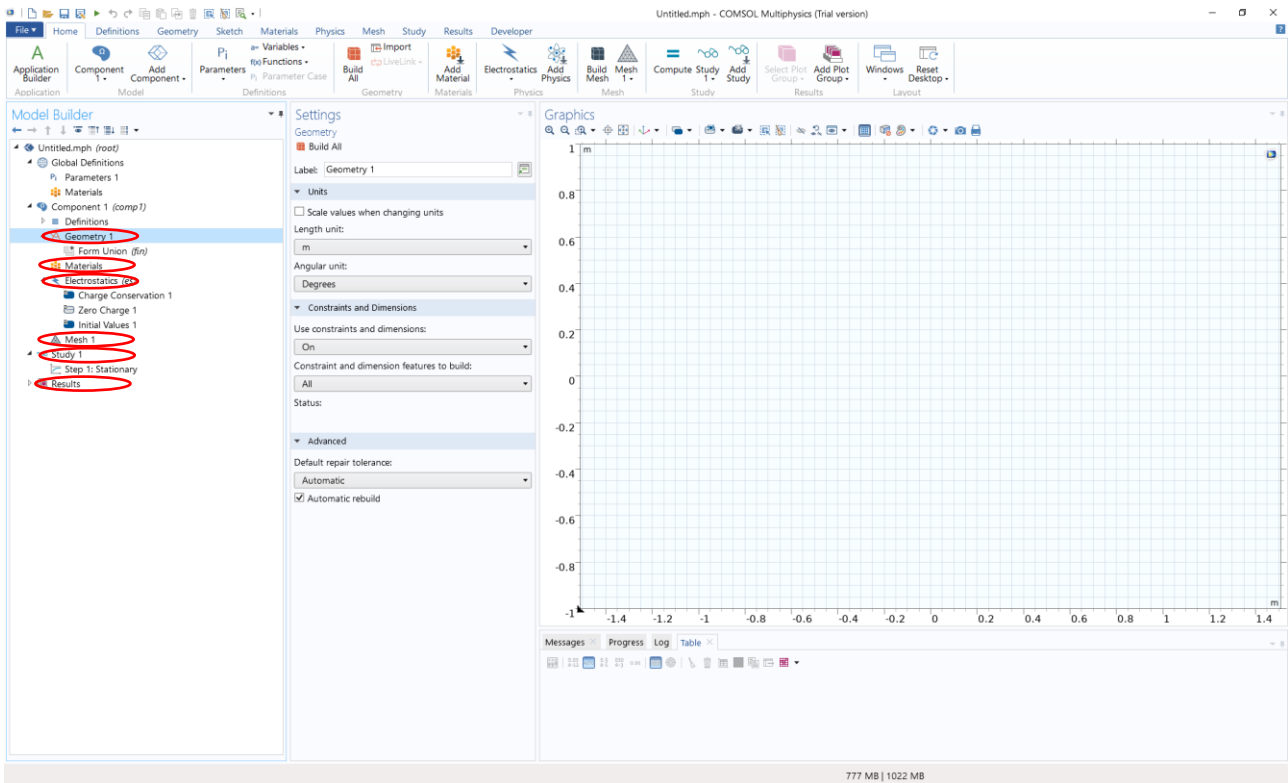 Untitled.mph - COMSOL Multiphysics (Trial version)
File Home Definitions Geometry Sketch Materials Physics Mesh Study Results Developer
A Ω Pi a= Variables Import
f(x) Functions LiveLink
Pi Parameter Case
Application Builder
Component 1
Add Component
Parameters
Build All
Add Material
Electrostatics
Add Physics
Build Mesh
Mesh 1
Compute
Study 1
Add Study
Select Plot Group
Add Plot Group
Windows
Reset Desktop
Application Model Definitions Geometry Materials Physics Mesh Study Results Layout
Model Builder
Untitled.mph (root)
Global Definitions
Pi Parameters 1
Materials
Component 1 (comp1)
Definitions
Geometry 1
Form Union (fin)
Materials
Electrostatics (es
Charge Conservation 1
Zero Charge 1
Initial Values 1
Mesh 1
Study 1
Step 1: Stationary
Results
Settings
Geometry
Build All
Label: Geometry 1
Units
Scale values when changing units
Length unit:
m
Angular unit:
Degrees
Constraints and Dimensions
Use constraints and dimensions:
On
Constraint and dimension features to build:
All
Status:
Advanced
Default repair tolerance:
Automatic
Automatic rebuild
Graphics
1 m
0.8
0.6
0.4
0.2
0
-0.2
-0.4
-0.6
-0.8
m
-1
-1.4 -1.2 -1 -0.8 -0.6 -0.4 -0.2 0 0.2 0.4 0.6 0.8 1 1.2 1.4
Messages Progress Log Table
777 MB | 1022 MB